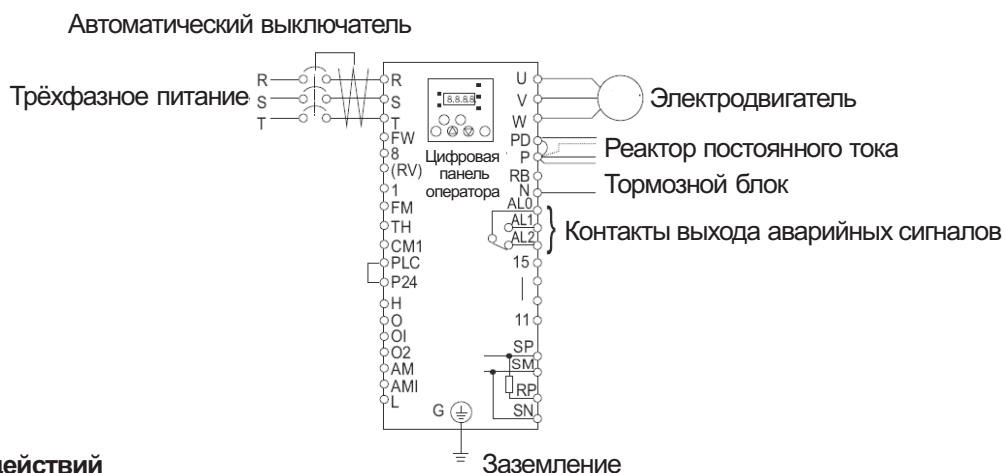 Автоматический выключатель
Трёхфазное питание
R
S
T
R
S
T
FW
8
(RV)
1
FM
TH
CM1
PLC
P24
H
O
OI
O2
AM
AMI
L
8.8.8.8
Цифровая
панель
оператора
G
U
V
W
PD
P
RB
N
AL0
AL1
AL2
15
11
SP
SM
RP
SN
Электродвигатель
Реактор постоянного тока
Тормозной блок
Контакты выхода аварийных сигналов
Заземление
действий